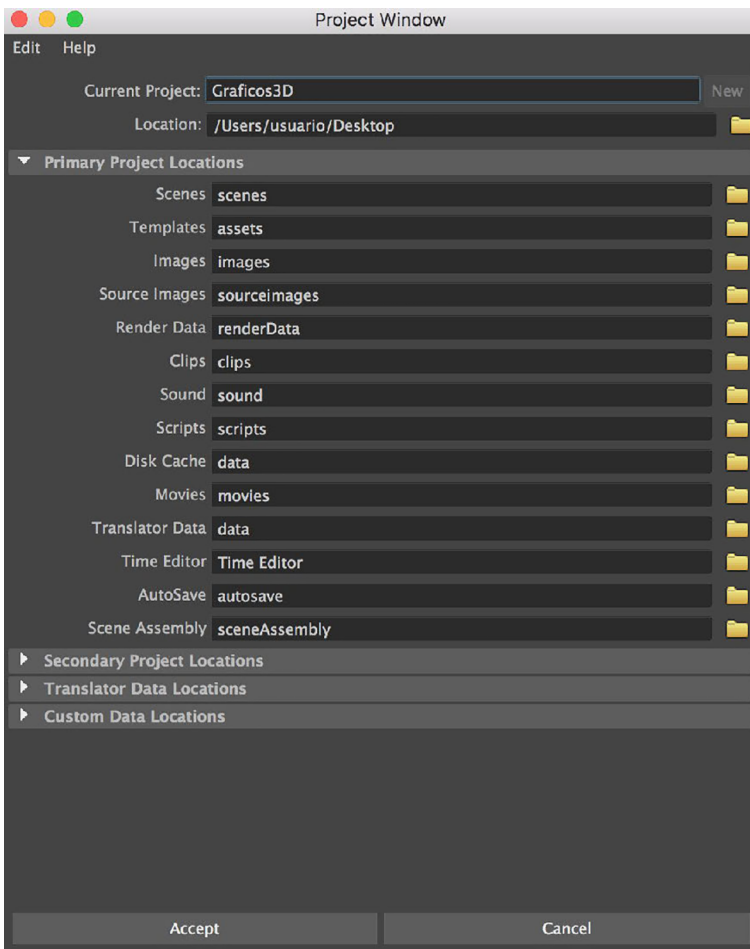 Project Window
Edit Help
Current Project: Graficos3D New
Location: /Users/usuario/Desktop
Primary Project Locations
Scenes scenes
Templates assets
Images images
Source Images sourceimages
Render Data renderData
Clips clips
Sound sound
Scripts scripts
Disk Cache data
Movies movies
Translator Data data
Time Editor Time Editor
AutoSave autosave
Scene Assembly sceneAssembly
Secondary Project Locations
Translator Data Locations
Custom Data Locations
Accept Cancel